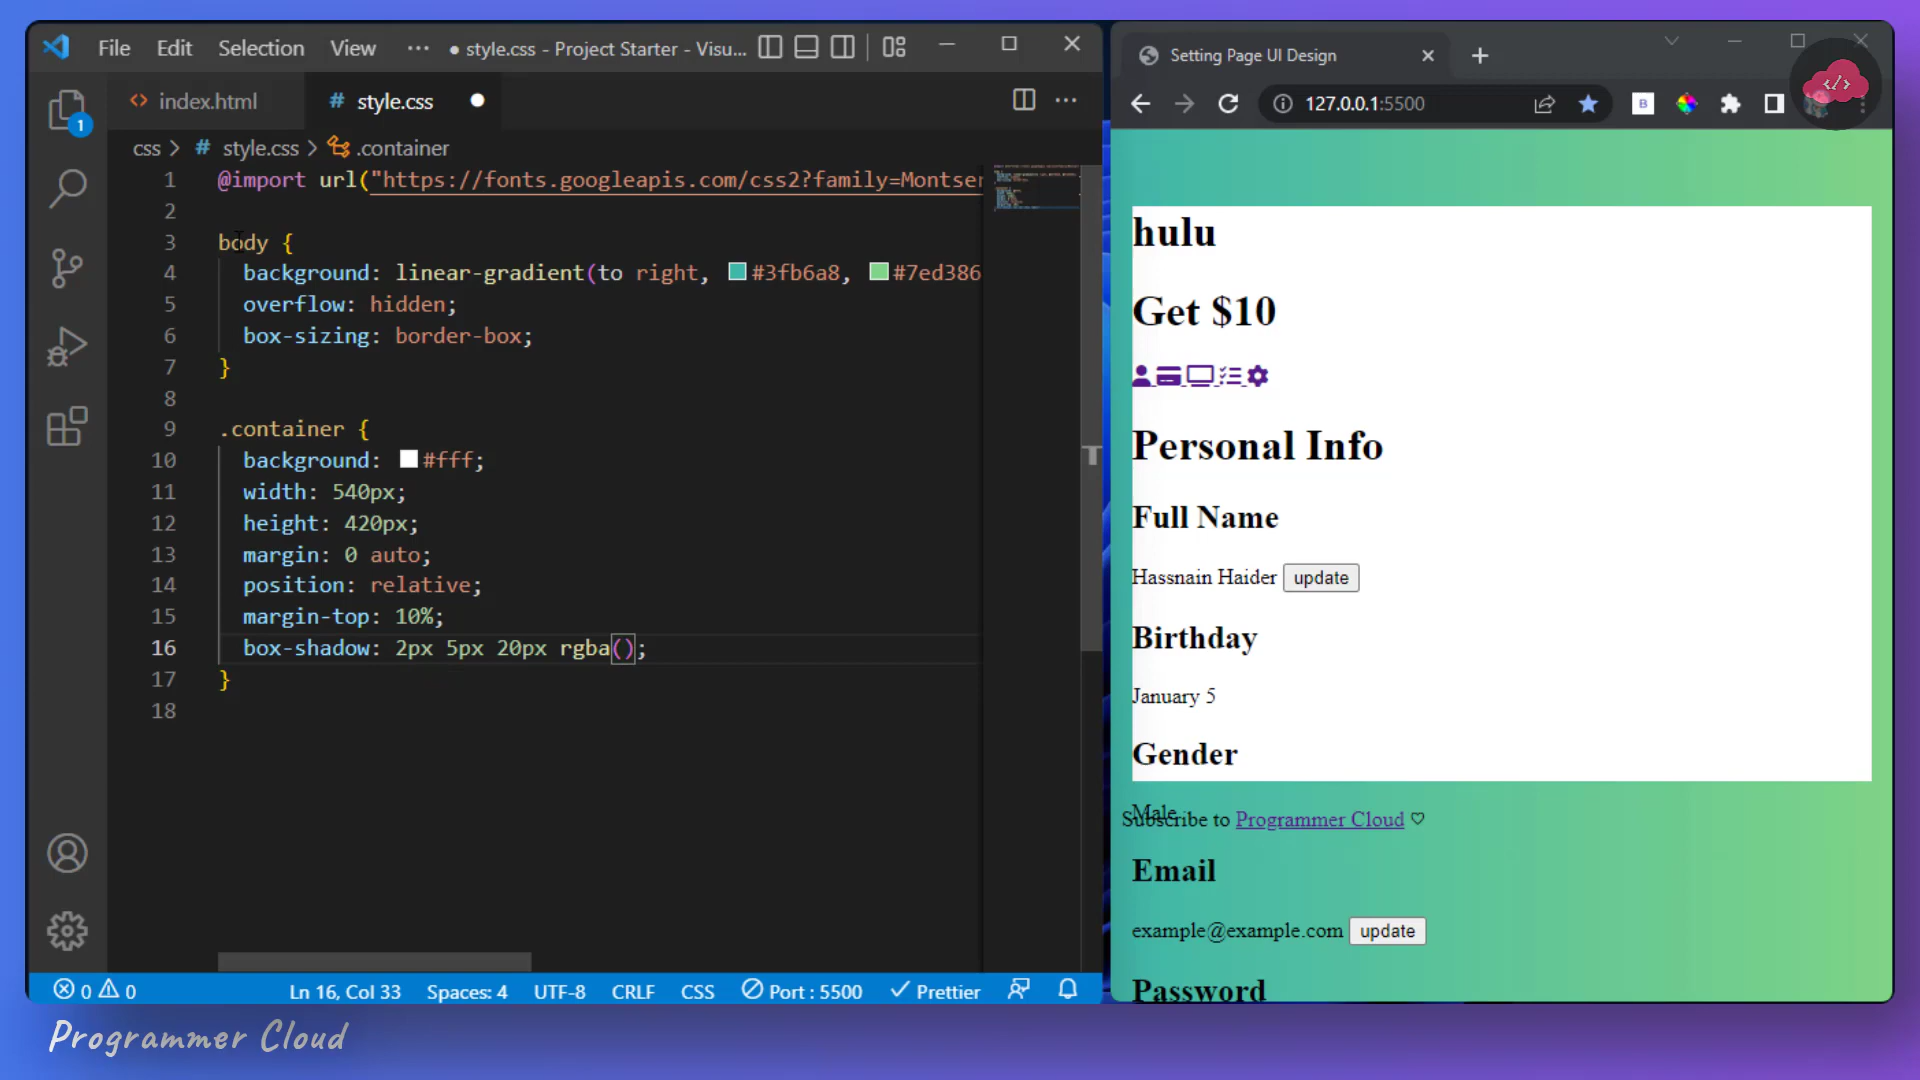 File Edit Selection View ··· ● style.css - Project Starter - Visu...
index.html
# style.css ●
css > # style.css > .container
1 @import url("https://fonts.googleapis.com/css2?family=Montser
2
3 body {
4 background: linear-gradient(to right, #3fb6a8, #7ed386
5 overflow: hidden;
6 box-sizing: border-box;
7 }
8
9 .container {
10 background: #fff;
11 width: 540px;
12 height: 420px;
13 margin: 0 auto;
14 position: relative;
15 margin-top: 10%;
16 box-shadow: 2px 5px 20px rgba();
17 }
18
1
0 0 Ln 16, Col 33 Spaces: 4 UTF-8 CRLF CSS Port : 5500 Prettier
Setting Page UI Design
127.0.0.1:5500
B
</>
hulu
Get $10
Personal Info
Full Name
Hassnain Haider update
Birthday
January 5
Gender
Male
Subscribe to Programmer Cloud ♡
Email
example@example.com update
Password
Programmer Cloud